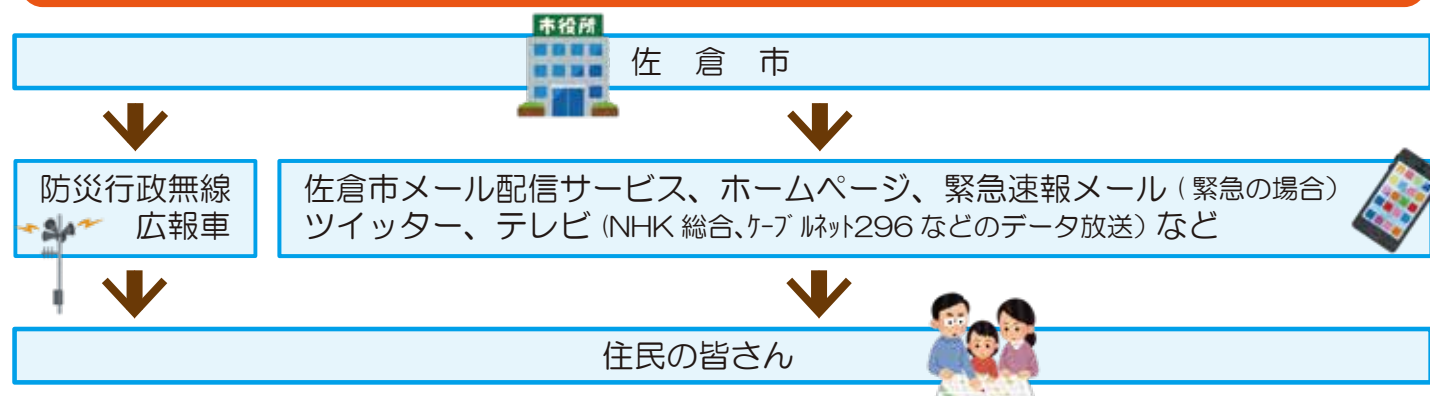 市役所
佐倉市
防災行政無線
広報車
佐倉市メール配信サービス、ホームページ、緊急速報メール(緊急の場合)
ツイッター、テレビ(NHK 総合、ｹｰﾌﾞﾙﾈｯﾄ296 などのデータ放送)など
住民の皆さん